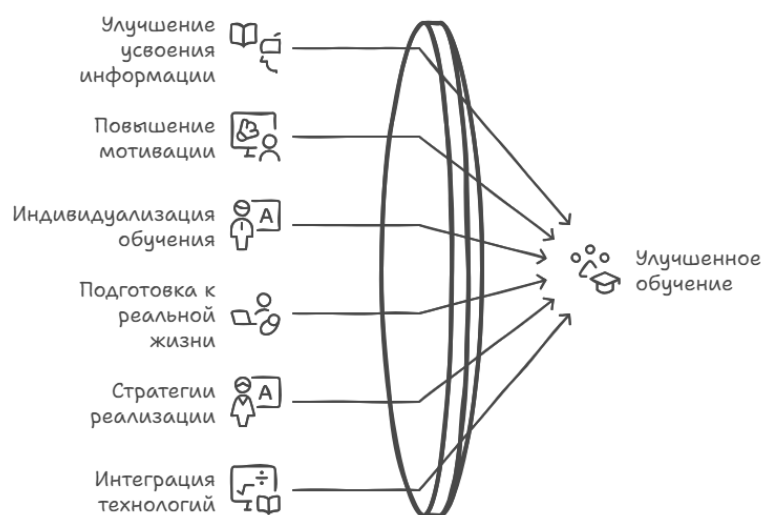 Улучшение
усвоения
информации
Повышение
мотивации
A
Индивидуализация
обучения
Улучшенное
обучение
Подготовка к
реальной
жизни
A
Стратегии
реализации
Интеграция
технологий